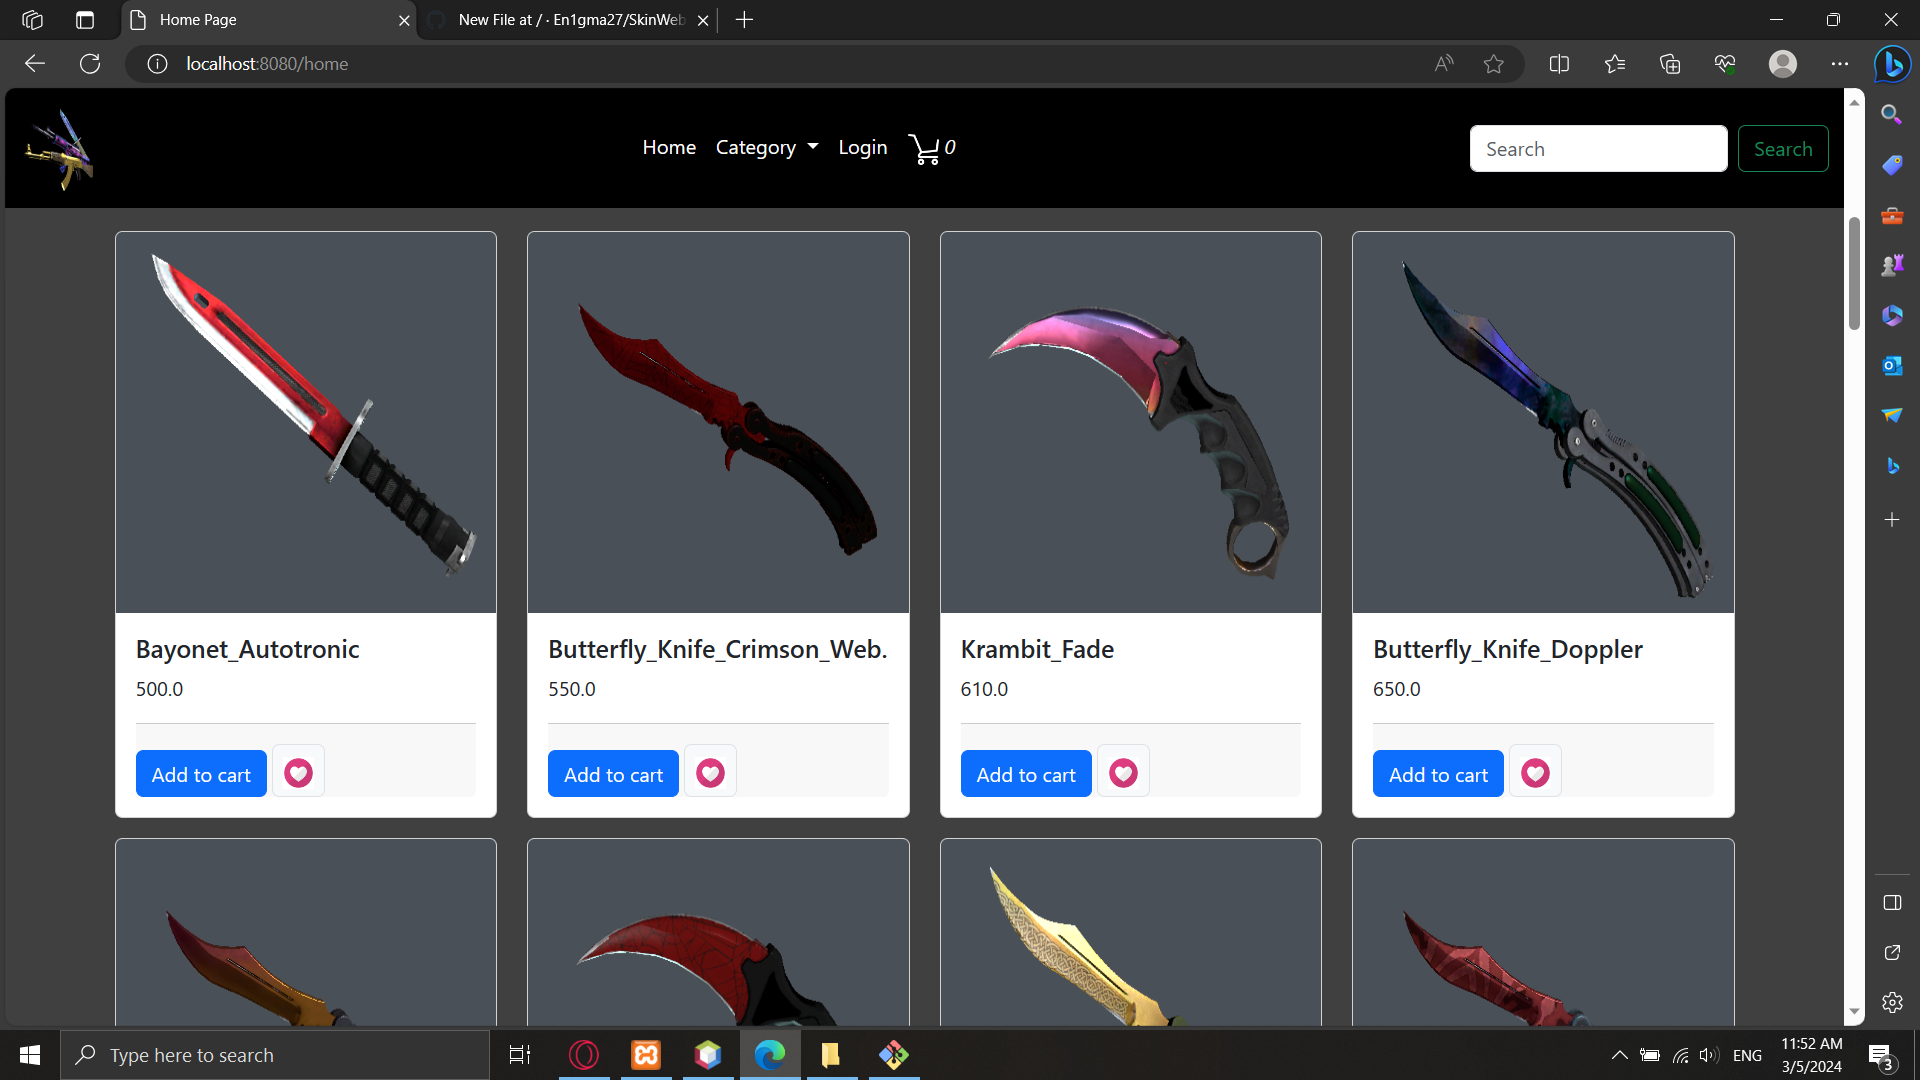 Home Page
New File at / · En1gma27/SkinWeb
localhost:8080/home
Home Category Login 0
Search Search
Bayonet_Autotronic
500.0
Add to cart
Butterfly_Knife_Crimson_Web.
550.0
Add to cart
Krambit_Fade
610.0
Add to cart
Butterfly_Knife_Doppler
650.0
Add to cart
Type here to search
ENG
11:52 AM
3/5/2024
3